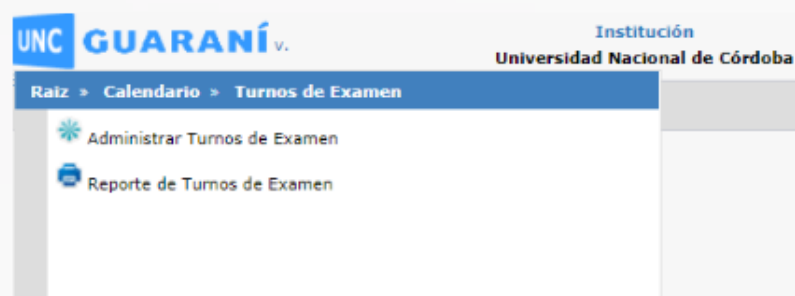 UNC GUARANÍ v.
Institución
Universidad Nacional de Córdoba
Raiz » Calendario » Turnos de Examen
Administrar Turnos de Examen
Reporte de Turnos de Examen